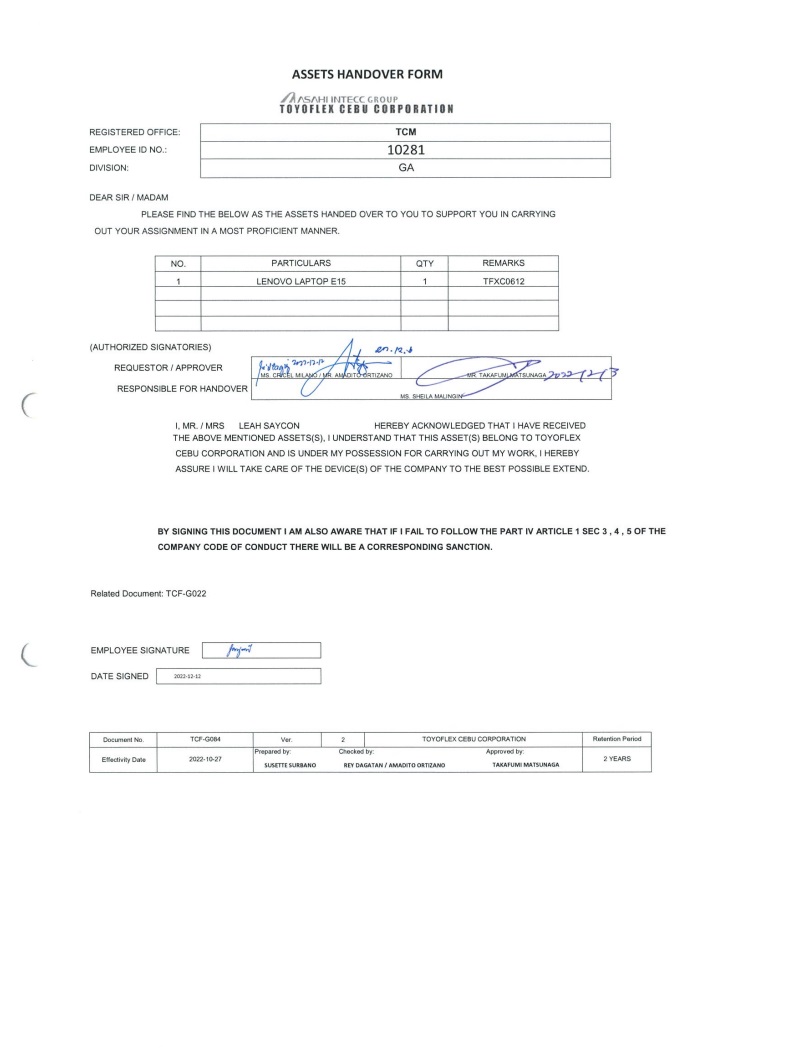 ASSETS HANDOVER FORM
ASAHI INTECC GROUP
TOYOFLEX CEBU CORPORATION
REGISTERED OFFICE: TCM
EMPLOYEE ID NO.: 10281
DIVISION: GA
DEAR SIR / MADAM
PLEASE FIND THE BELOW AS THE ASSETS HANDED OVER TO YOU TO SUPPORT YOU IN CARRYING
OUT YOUR ASSIGNMENT IN A MOST PROFICIENT MANNER.
NO. PARTICULARS QTY REMARKS
1 LENOVO LAPTOP E15 1 TFXC0612
(AUTHORIZED SIGNATORIES)
REQUESTOR / APPROVER
2022-12-12
MS. CRICEL MILANO / MR. AMADITO ORTIZANO MR. TAKAFUMI MATSUNAGA 2022/12/13
RESPONSIBLE FOR HANDOVER
MS. SHEILA MALINGIN
I, MR. / MRS LEAH SAYCON HEREBY ACKNOWLEDGED THAT I HAVE RECEIVED
THE ABOVE MENTIONED ASSETS(S), I UNDERSTAND THAT THIS ASSET(S) BELONG TO TOYOFLEX
CEBU CORPORATION AND IS UNDER MY POSSESSION FOR CARRYING OUT MY WORK, I HEREBY
ASSURE I WILL TAKE CARE OF THE DEVICE(S) OF THE COMPANY TO THE BEST POSSIBLE EXTEND.
BY SIGNING THIS DOCUMENT I AM ALSO AWARE THAT IF I FAIL TO FOLLOW THE PART IV ARTICLE 1 SEC 3 , 4 , 5 OF THE
COMPANY CODE OF CONDUCT THERE WILL BE A CORRESPONDING SANCTION.
Related Document: TCF-G022
EMPLOYEE SIGNATURE
DATE SIGNED 2022-12-12
Document No. TCF-G084 Ver. 2 TOYOFLEX CEBU CORPORATION Retention Period
Effectivity Date 2022-10-27 Prepared by: Checked by: Approved by: 2 YEARS
SUSETTE SURBANO REY DAGATAN / AMADITO ORTIZANO TAKAFUMI MATSUNAGA